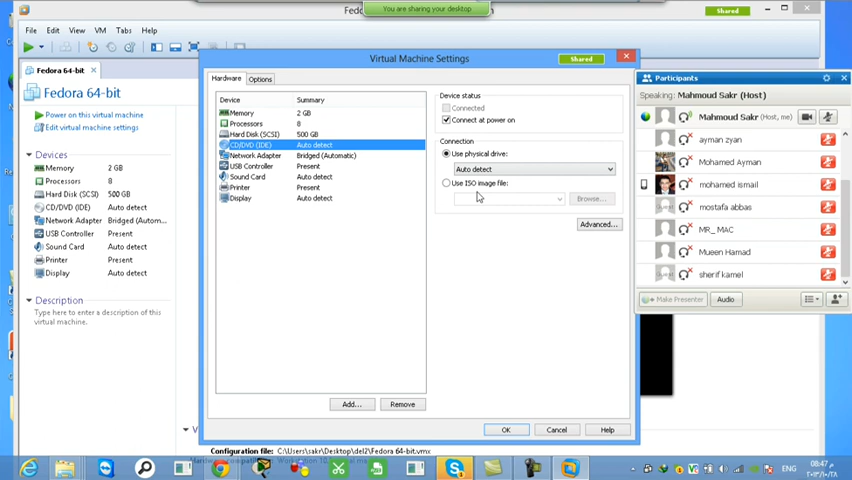 You are sharing your desktop
Fedo
Shared
File Edit View VM Tabs Help
Fedora 64-bit
Fedora 64-bit
Power on this virtual machine
Edit virtual machine settings
Devices
Memory 2 GB
Processors 8
Hard Disk (SCSI) 500 GB
CD/DVD (IDE) Auto detect
Network Adapter Bridged (Automa
USB Controller Present
Sound Card Auto detect
Printer Present
Display Auto detect
Description
Type here to enter a description of this
virtual machine.
V
Virtual Machine Settings
Shared
Hardware Options
Device Summary
Memory 2 GB
Processors 8
Hard Disk (SCSI) 500 GB
CD/DVD (IDE) Auto detect
Network Adapter Bridged (Automatic)
USB Controller Present
Sound Card Auto detect
Printer Present
Display Auto detect
Add... Remove
Device status
Connected
Connect at power on
Connection
Use physical drive:
Auto detect
Use ISO image file:
Browse...
Advanced...
OK Cancel Help
Participants
Speaking: Mahmoud Sakr (Host)
Mahmoud Sakr (Host, me)
ayman zyan
Mohamed Ayman
mohamed ismail
mostafa abbas
MR_ MAC
Mueen Hamad
sherif kamel
Make Presenter Audio
Configuration file: C:\Users\sakr\Desktop\del2\Fedora 64-bit.vmx
ENG
08:47 م